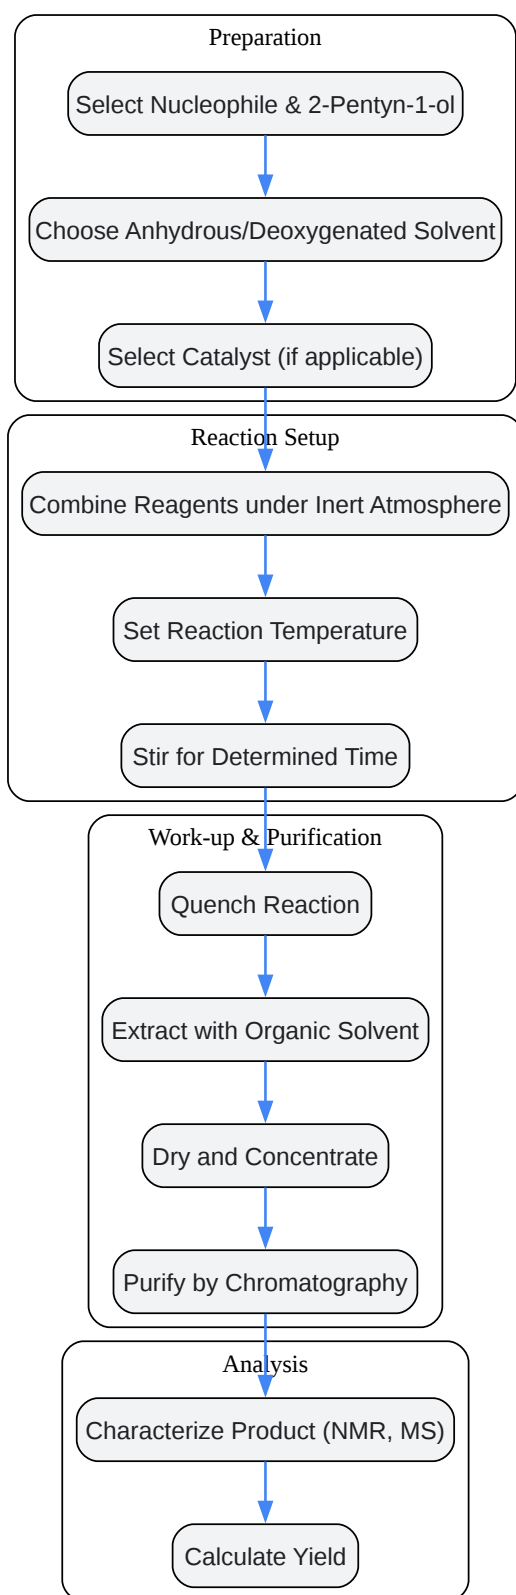 Preparation
Select Nucleophile & 2-Pentyn-1-ol
Choose Anhydrous/Deoxygenated Solvent
Select Catalyst (if applicable)
Reaction Setup
Combine Reagents under Inert Atmosphere
Set Reaction Temperature
Stir for Determined Time
Work-up & Purification
Quench Reaction
Extract with Organic Solvent
Dry and Concentrate
Purify by Chromatography
Analysis
Characterize Product (NMR, MS)
Calculate Yield